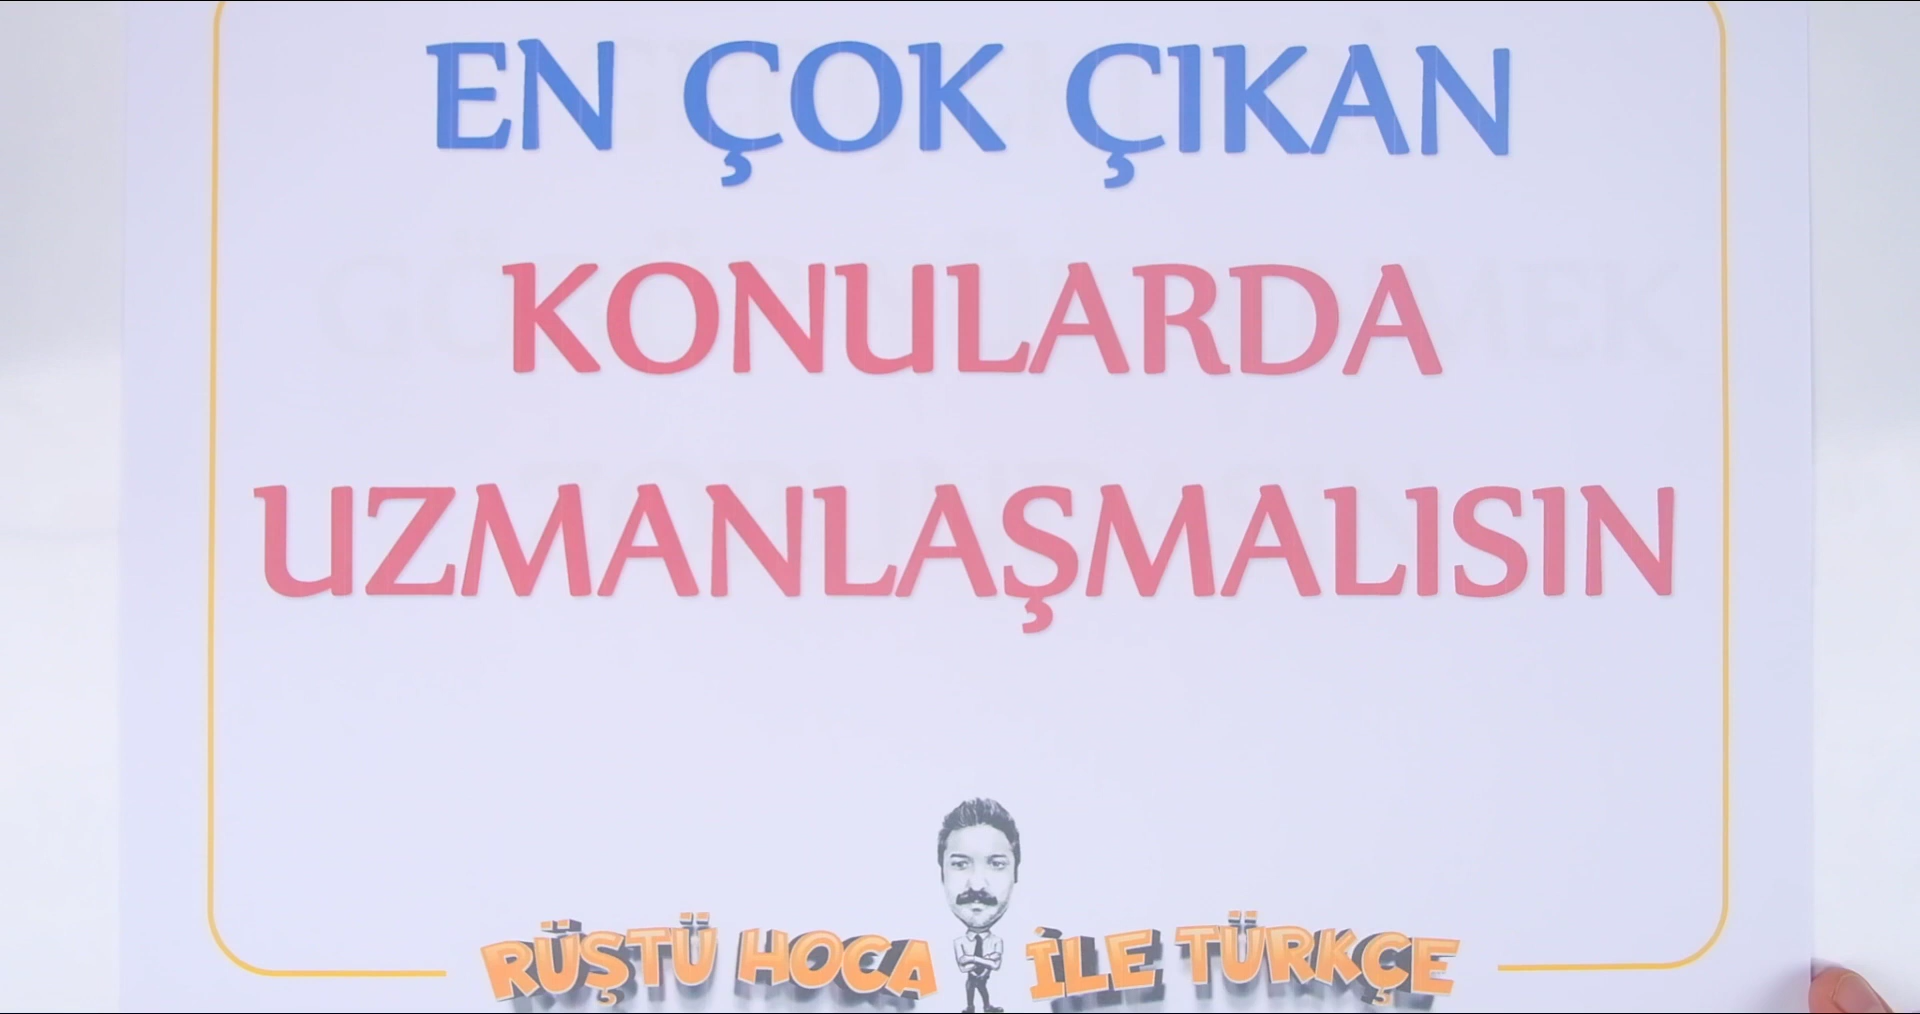 EN ÇOK ÇIKAN
KONULARDA
UZMANLAŞMALISIN
RÜŞTÜ HOCA İLE TÜRKÇE